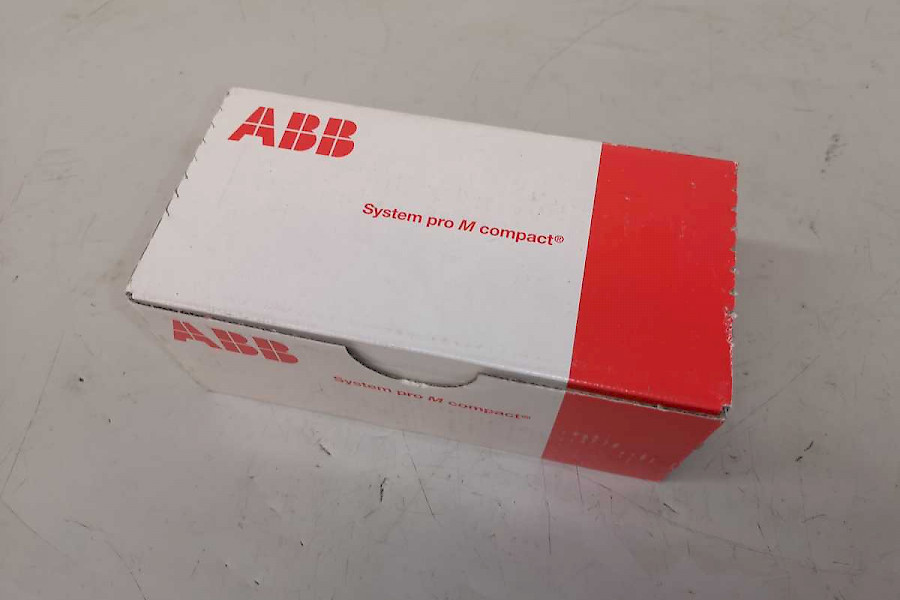 ABB
System pro M compact®
ABB
System pro M compact®